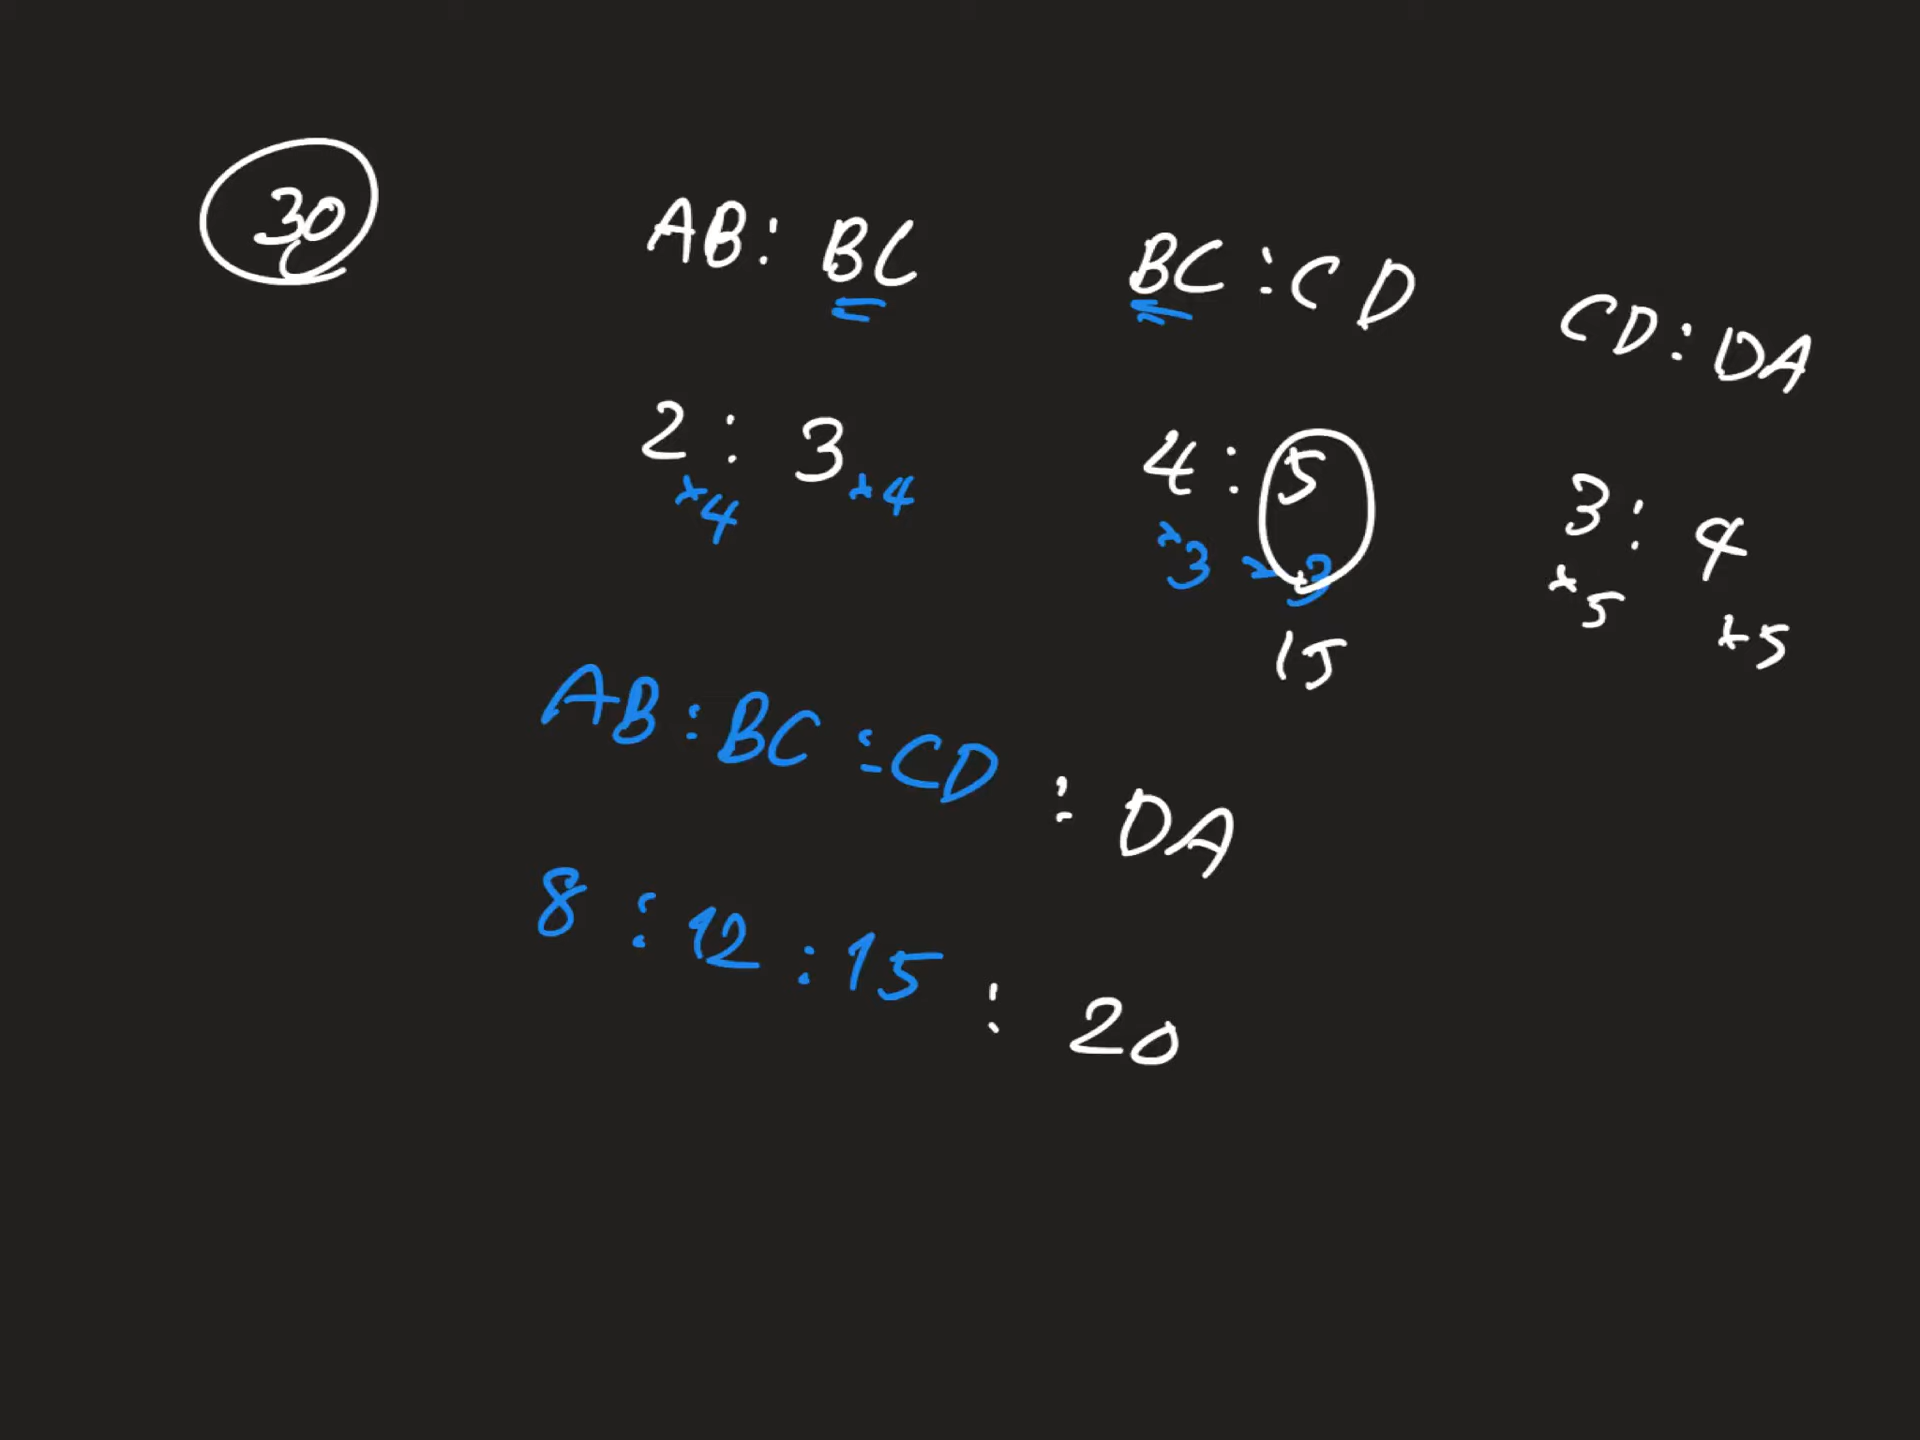 30
AB : BC BC : CD CD : DA
2 : 3 4 : 5 3 : 4
×4 ×4 ×3 ×3 ×5 ×5
15
AB : BC : CD : DA
8 : 12 : 15 : 20